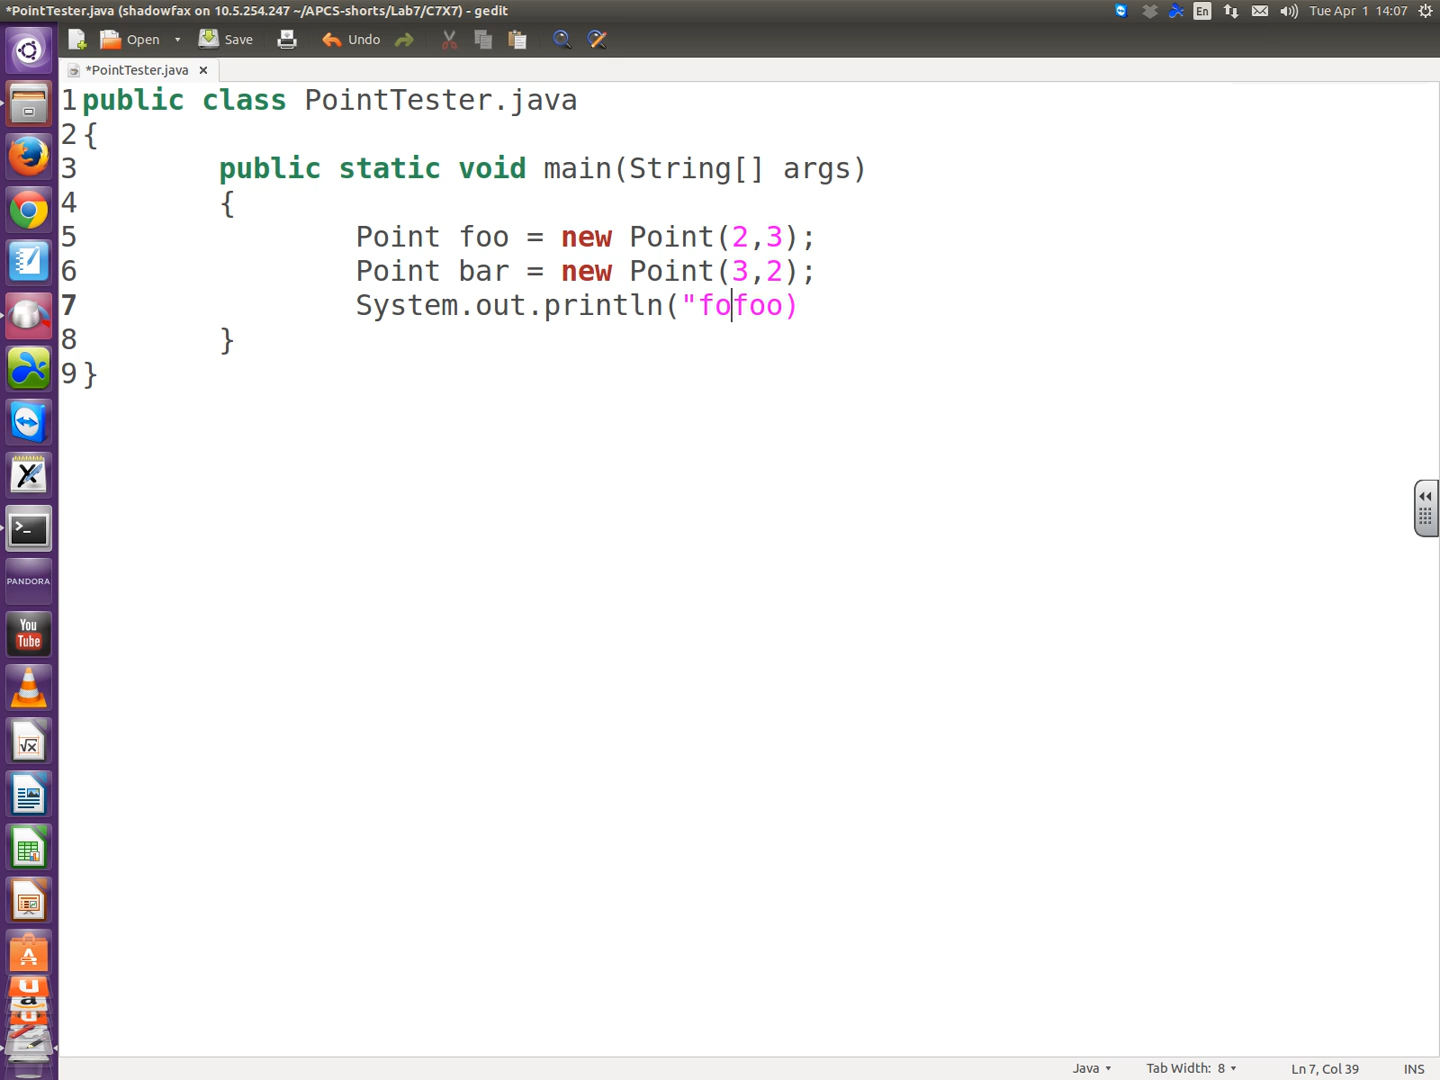 *PointTester.java (shadowfax on 10.5.254.247 ~/APCS-shorts/Lab7/C7X7) - gedit
En
Tue Apr 1 14:07
Open
Save
Undo
*PointTester.java
1 public class PointTester.java
2 {
3 public static void main(String[] args)
4 {
5 Point foo = new Point(2,3);
6 Point bar = new Point(3,2);
7 System.out.println("fofoo)
8 }
9 }
>_
PANDORA
You
Tube
√x
A
u
a
u
Java
Tab Width: 8
Ln 7, Col 39
INS